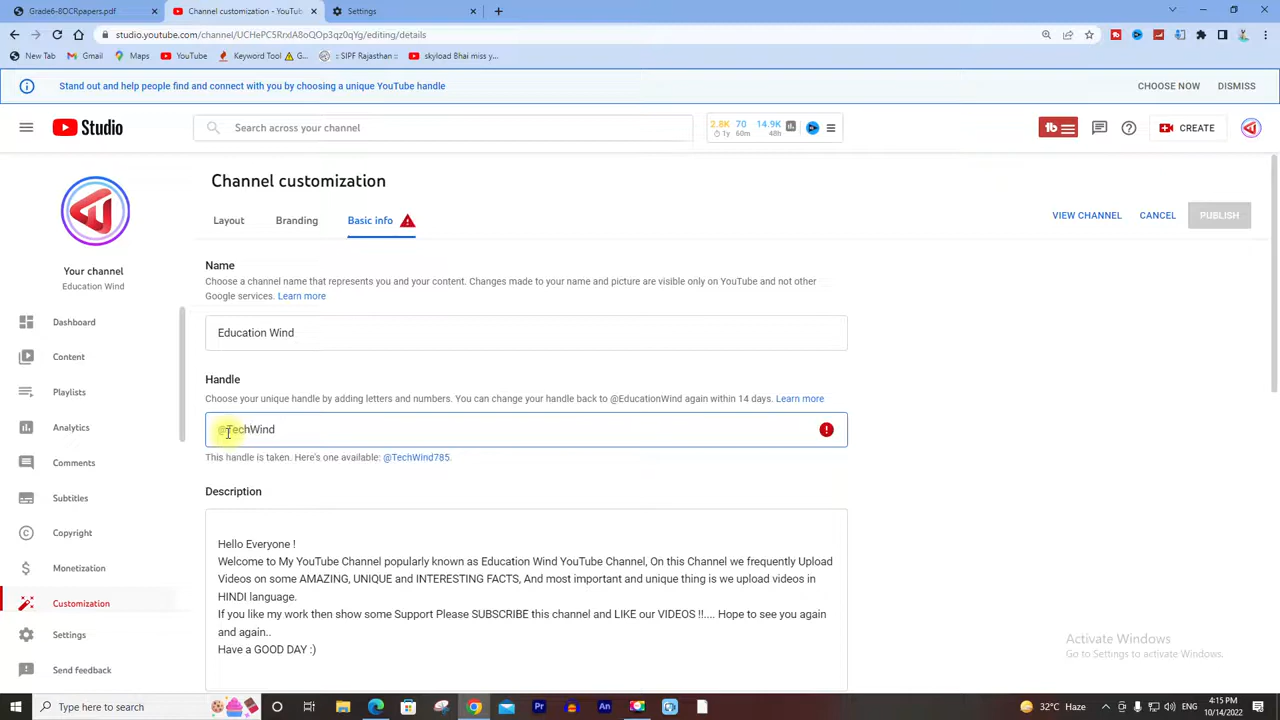 Grade6-8OCRpapers.pdf
Channel customization - YouTube
Settings
studio.youtube.com/channel/UCHePC5RrxIA8oQOp3qz0qYg/editing/details
New Tab
Gmail
Maps
YouTube
Keyword Tool ⚠ G...
:: SIPF Rajasthan ::
skyload Bhai miss y...
Stand out and help people find and connect with you by choosing a unique YouTube handle
CHOOSE NOW
DISMISS
Studio
Search across your channel
2.8K 70 14.9K
1y 60m 48h
tb
CREATE
Channel customization
Layout
Branding
Basic info
VIEW CHANNEL
CANCEL
PUBLISH
Your channel
Education Wind
Dashboard
Content
Playlists
Analytics
Comments
Subtitles
Copyright
Monetization
Customization
Settings
Send feedback
Name
Choose a channel name that represents you and your content. Changes made to your name and picture are visible only on YouTube and not other
Google services. Learn more
Education Wind
Handle
Choose your unique handle by adding letters and numbers. You can change your handle back to @EducationWind again within 14 days. Learn more
@TechWind
This handle is taken. Here's one available: @TechWind785.
Description
Hello Everyone !
Welcome to My YouTube Channel popularly known as Education Wind YouTube Channel, On this Channel we frequently Upload
Videos on some AMAZING, UNIQUE and INTERESTING FACTS, And most important and unique thing is we upload videos in
HINDI language.
If you like my work then show some Support Please SUBSCRIBE this channel and LIKE our VIDEOS !!.... Hope to see you again
and again..
Have a GOOD DAY :)
Activate Windows
Go to Settings to activate Windows.
Type here to search
Pr
An
32°C Haze
ENG
4:15 PM
10/14/2022